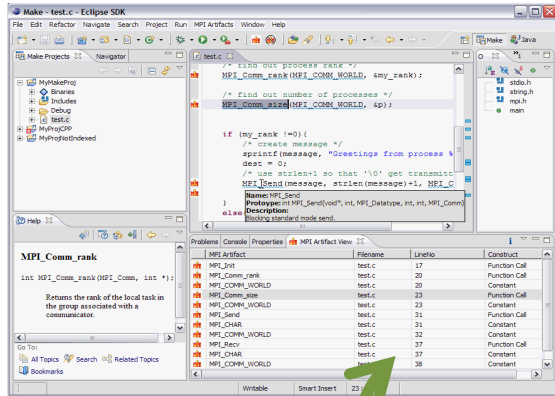 Make - test.c - Eclipse SDK
File Edit Refactor Navigate Search Project Run MPI Artifacts Window Help
Make Java
Make Projects Navigator
MyMakeProj
Binaries
Includes
Debug
test.c
MyProjCPP
MyProjNotIndexed
test.c
/* find out process rank */
MPI_Comm_rank(MPI_COMM_WORLD, &my_rank);
/* find out number of processes */
MPI_Comm_size(MPI_COMM_WORLD, &p);
if (my_rank !=0){
/* create message */
sprintf(message, "Greetings from process %
dest = 0;
/* use strlen+1 so that '\0' get transmitt
MPI_Send(message, strlen(message)+1, MPI_C
}
else
Name: MPI_Send
Protoype: int MPI_Send(void*, int, MPI_Datatype, int, int, MPI_Comm)
Description:
Blocking standard mode send.
stdio.h
string.h
mpi.h
main
Help
MPI_Comm_rank
int MPI_Comm_rank(MPI_Comm, int *);
Returns the rank of the local task in
the group associated with a
communicator.
Go To:
All Topics Search Related Topics
Bookmarks
Problems Console Properties MPI Artifact View
MPI Artifact Filename LineNo Construct
MPI_Init test.c 17 Function Call
MPI_Comm_rank test.c 20 Function Call
MPI_COMM_WORLD test.c 20 Constant
MPI_Comm_size test.c 23 Function Call
MPI_COMM_WORLD test.c 23 Constant
MPI_Send test.c 31 Function Call
MPI_CHAR test.c 31 Constant
MPI_COMM_WORLD test.c 32 Constant
MPI_Recv test.c 37 Function Call
MPI_CHAR test.c 37 Constant
MPI_COMM_WORLD 38 Constant
Writable Smart Insert 23